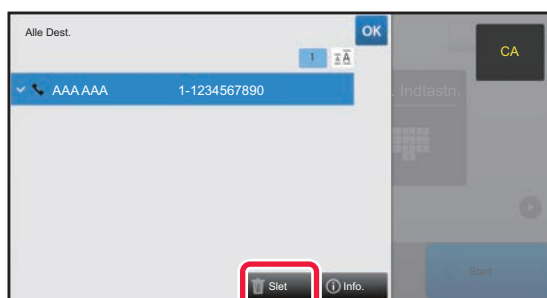 Alle Dest.
OK
CA
1
AAA AAA 1-1234567890
. Indtastn.
Slet
Info.
Start